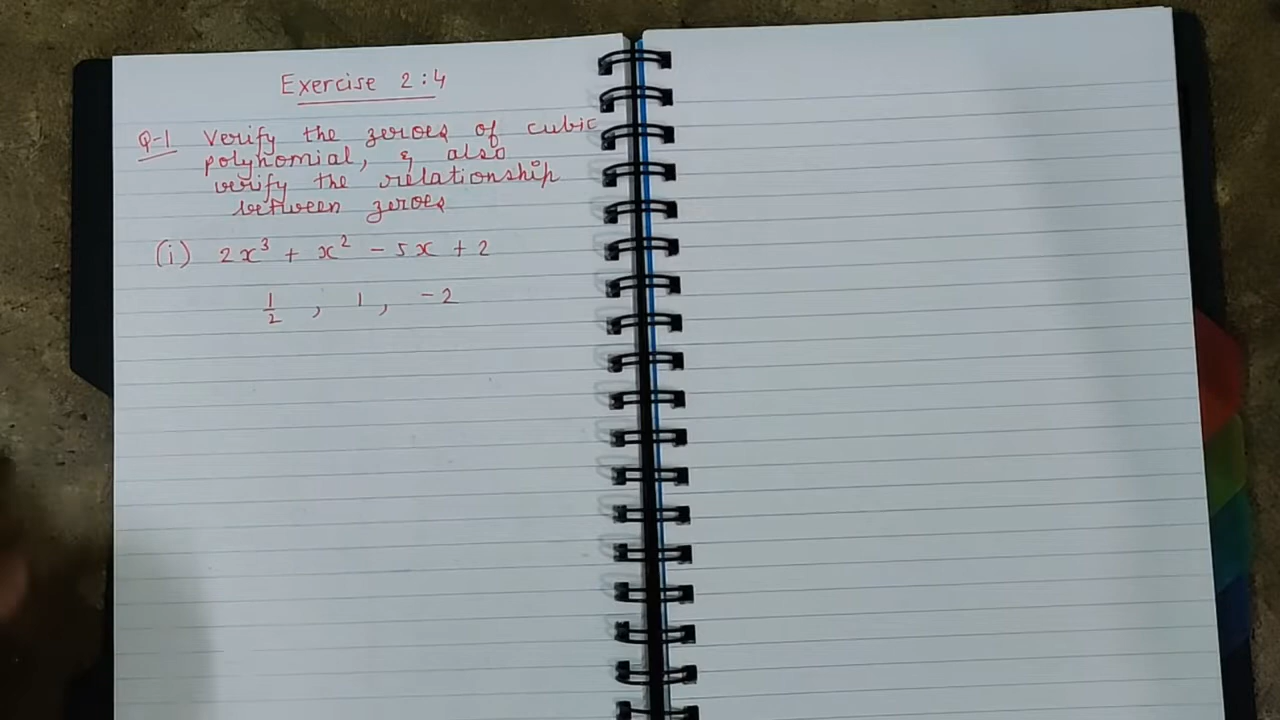 Exercise 2:4
Q-1 Verify the zeroes of cubic
polynomial, & also
verify the relationship
between zeroes
(i) 2x³ + x² - 5x + 2
1/2 , 1, -2